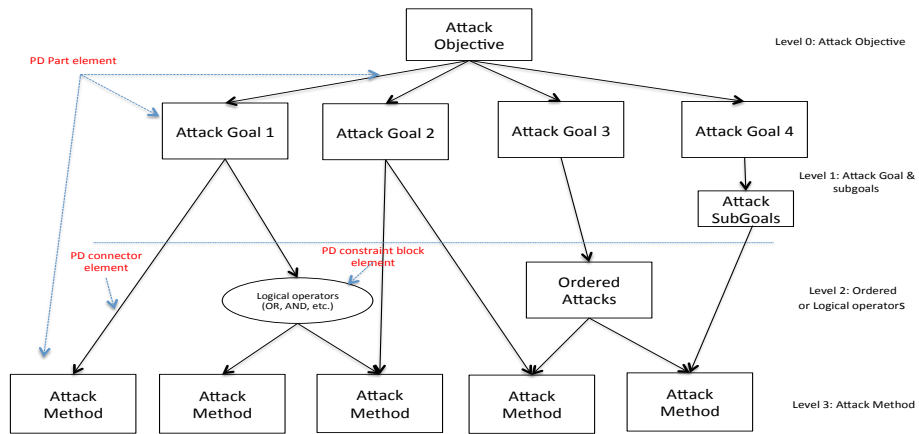 Attack
Objective
Level 0: Attack Objective
PD Part element
Attack Goal 1
Attack Goal 2
Attack Goal 3
Attack Goal 4
Level 1: Attack Goal &
subgoals
Attack
SubGoals
PD connector
element
PD constraint block
element
Logical operators
(OR, AND, etc.)
Ordered
Attacks
Level 2: Ordered
or Logical operators
Attack
Method
Attack
Method
Attack
Method
Attack
Method
Attack
Method
Level 3: Attack Method